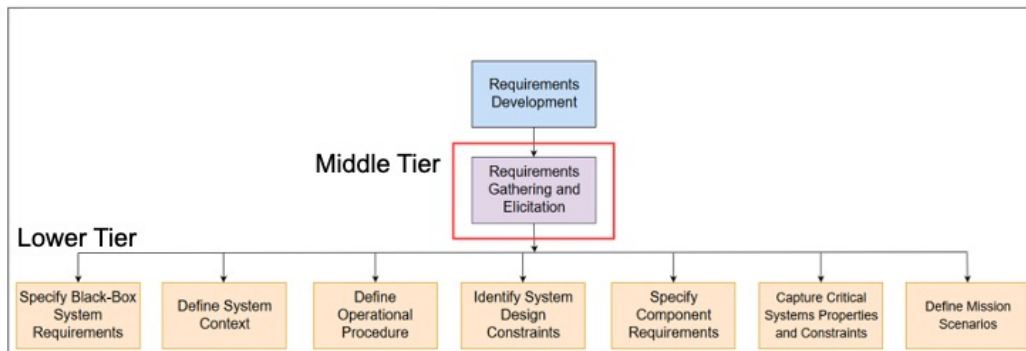 Requirements
Development
Middle Tier
Requirements
Gathering and
Elicitation
Lower Tier
Specify Black-Box
System
Requirements
Define System
Context
Define
Operational
Procedure
Identify System
Design
Constraints
Specify
Component
Requirements
Capture Critical
Systems Properties
and Constraints
Define Mission
Scenarios